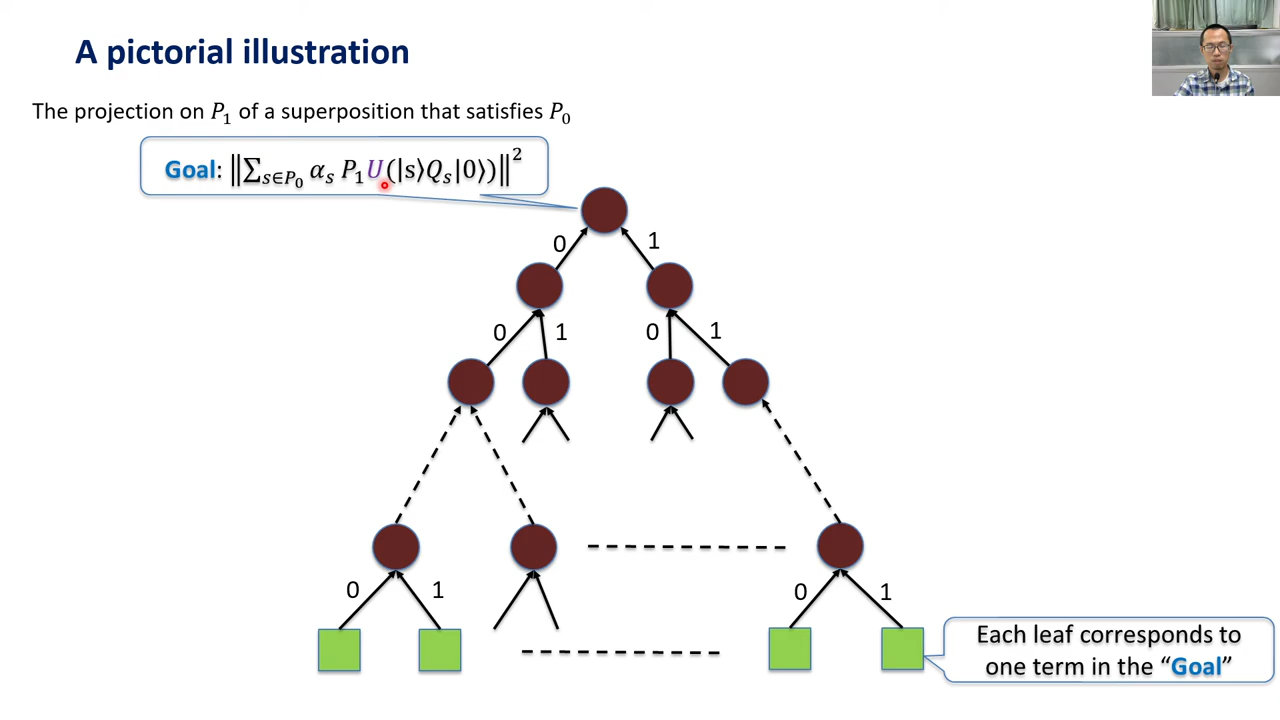 A pictorial illustration
The projection on P₁ of a superposition that satisfies P₀
Goal: ‖∑ₛ∈P₀ αₛ P₁U(|s⟩Qₛ|0⟩)‖²
0 1
0 1 0 1
0 1 0 1
Each leaf corresponds to
one term in the “Goal”